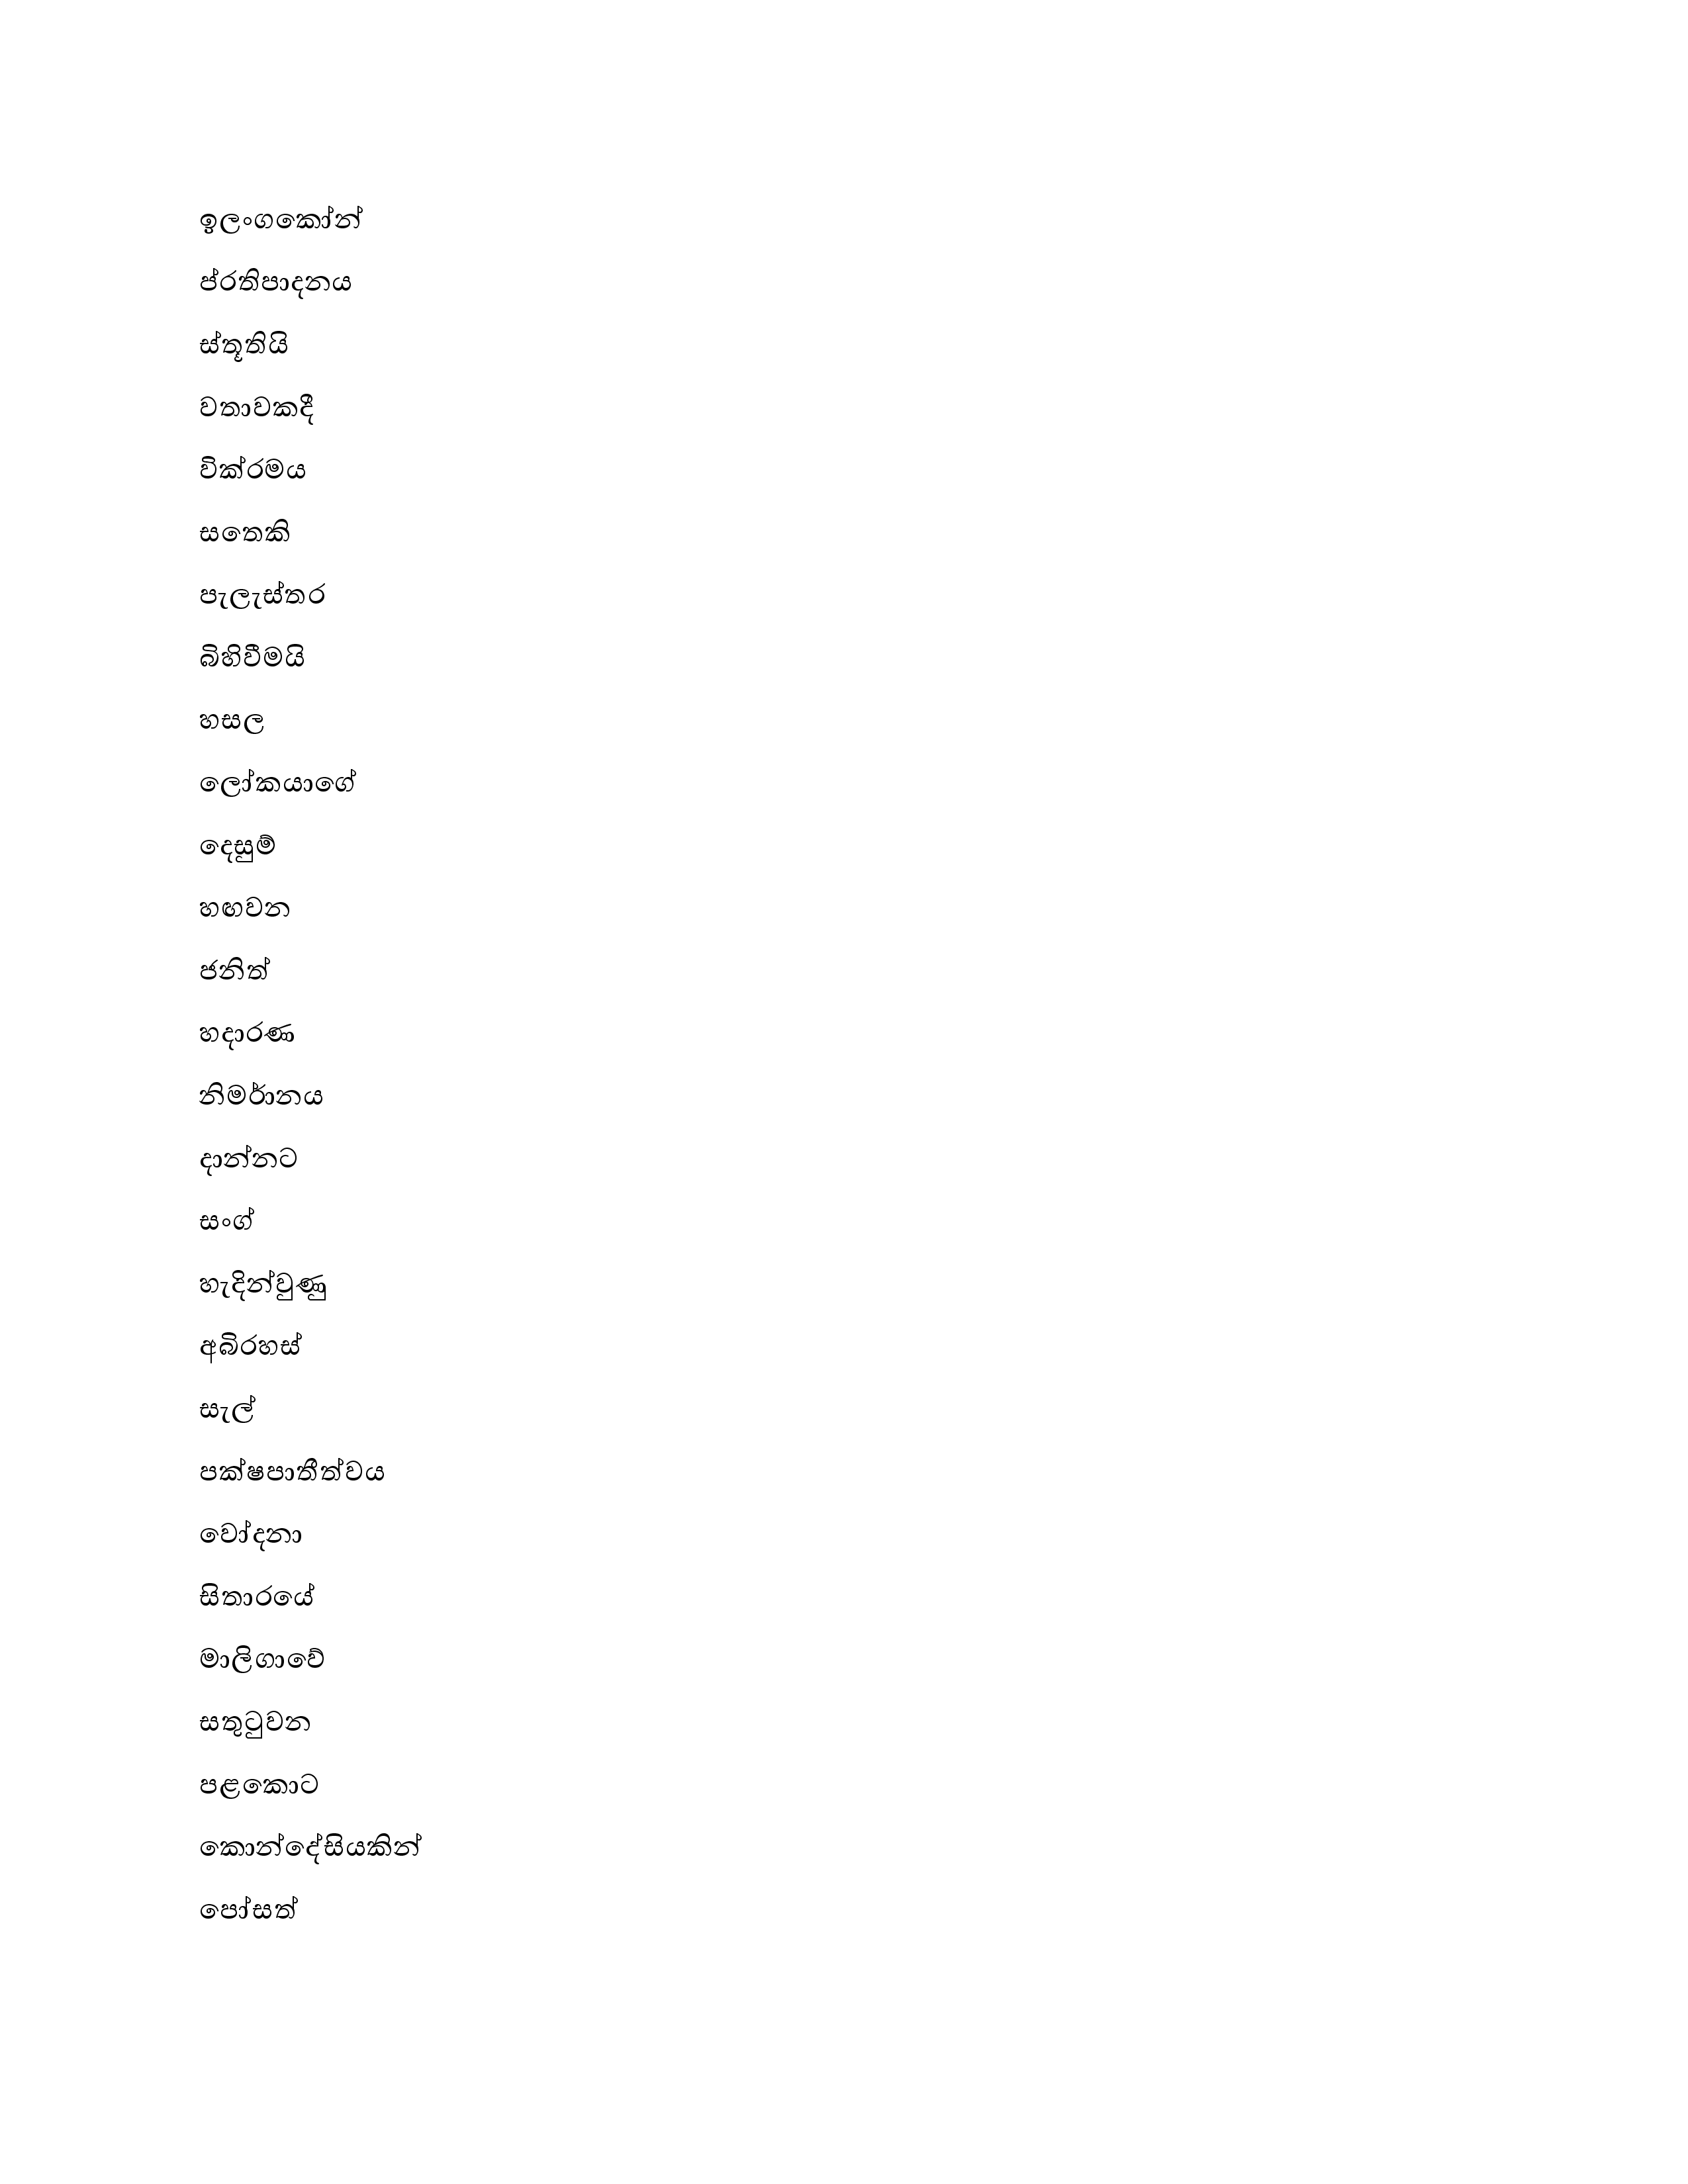 ඉලංගකෝන්
ප්රතිපාදනය
ස්තූතියි
වතාවකදී
වික්රමය
සතෙකි
පැලැස්තර
බිහිවීමයි
හසල
ලෝකයාගේ
දෙසුම්
හඟවන
ජනිත්
හදාරණ
නිර්මානය
දාන්නට
සංග්
හැදින්වුණු
අබිරහස්
සැල්
පක්ෂපාතීත්වය
චෝදනා
සිතාරයේ
මාලිගාවේ
සතුටුවන
පළකොට
කොන්දේසියකින්
පෝසත්